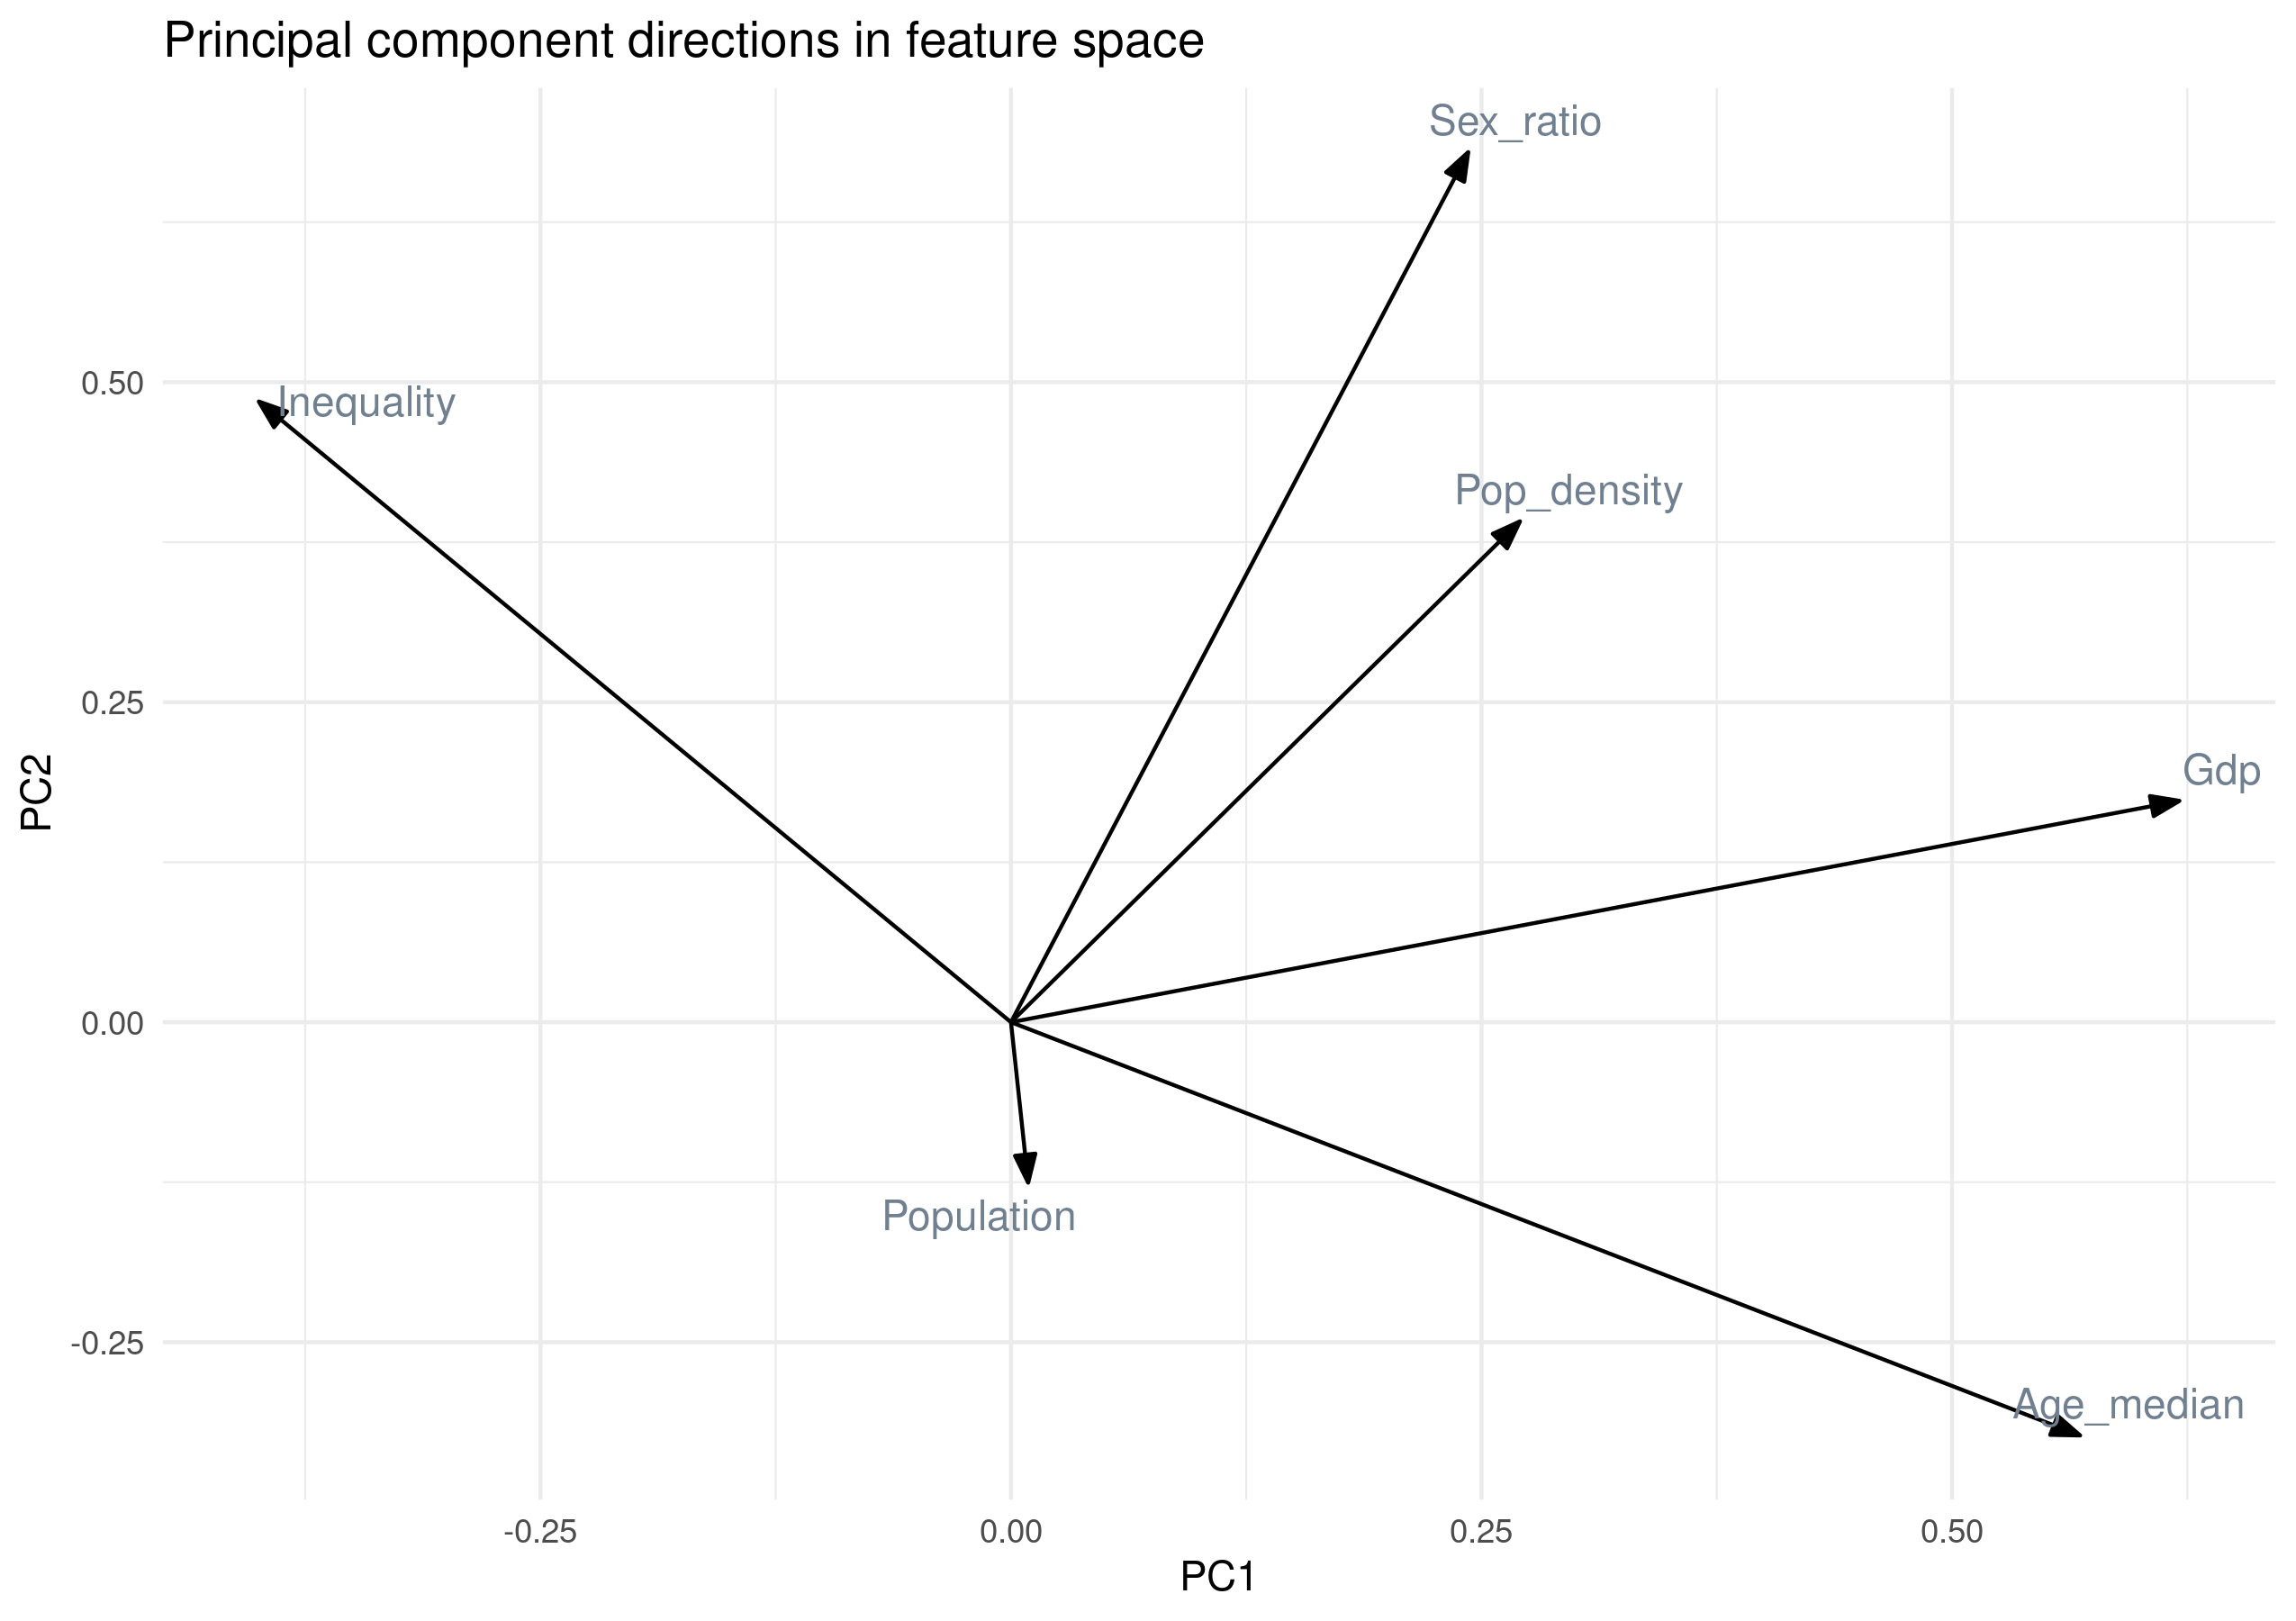 Principal component directions in feature space
Sex_ratio
0.50
Inequality
Pop_density
0.25
Gdp
PC2
0.00
Population
-0.25
Age_median
-0.25
0.00
0.25
0.50
PC1